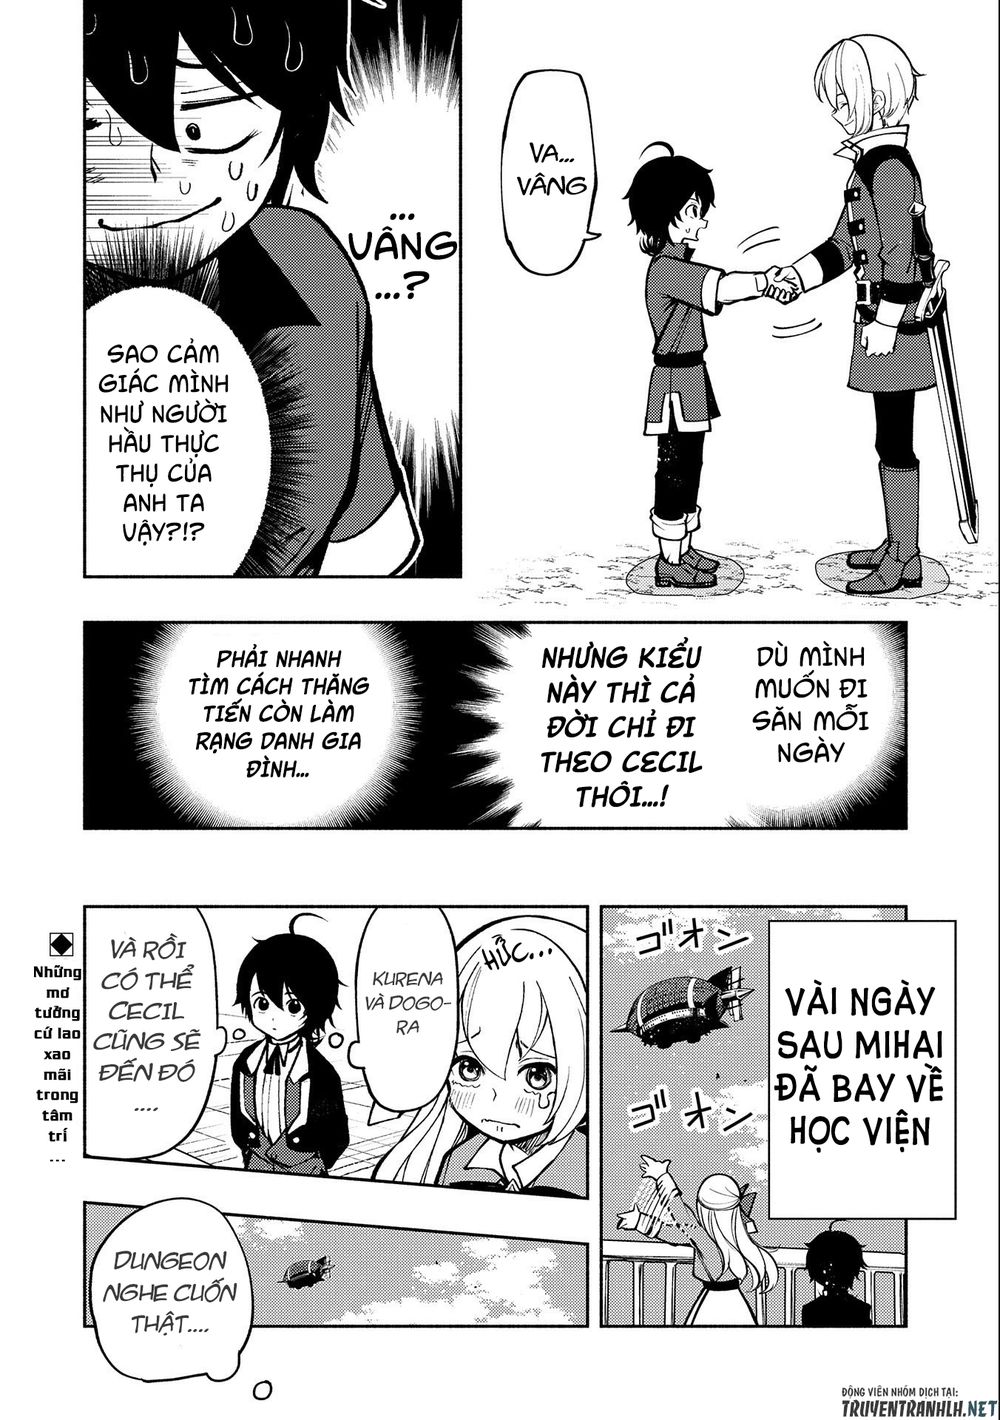 VA...
VÂNG
...
VÂNG
...?
SAO CẢM
GIÁC MÌNH
NHƯ NGƯỜI
HẦU THỰC
THỤ CỦA
ANH TA
VẬY?!?
DÙ MÌNH
MUỐN ĐI
SĂN MỖI
NGÀY
NHƯNG KIỂU
NÀY THÌ CẢ
ĐỜI CHỈ ĐI
THEO CECIL
THÔI...!
PHẢI NHANH
TÌM CÁCH THĂNG
TIẾN CÒN LÀM
RẠNG DANH GIA
ĐÌNH...
VÀI NGÀY
SAU MIHAI
ĐÃ BAY VỀ
HỌC VIỆN
ゴオン
ゴオン
HỨC...
KURENA
VÀ DOGO-
RA
VÀ RỒI
CÓ THỂ
CECIL
CŨNG SẼ
ĐẾN ĐÓ
....
DUNGEON
NGHE CUỐN
THẬT....
Những
mơ
tưởng
cứ lao
xao
mãi
trong
tâm
trí
...
ĐỘNG VIÊN NHÓM DỊCH TẠI:
TRUYENTRANHLH.NET